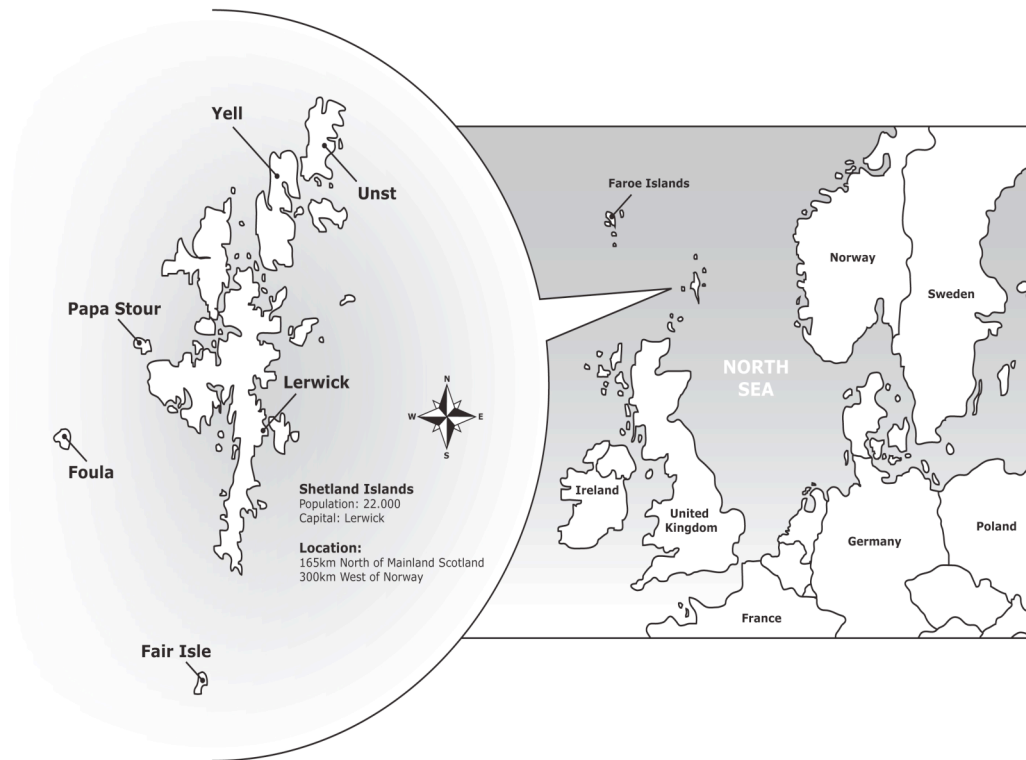 Yell
Unst
Papa Stour
Lerwick
Foula
Fair Isle
N
W
E
S
Shetland Islands
Population: 22.000
Capital: Lerwick
Location:
165km North of Mainland Scotland
300km West of Norway
Faroe Islands
Norway
Sweden
NORTH
SEA
Ireland
United
Kingdom
Germany
Poland
France